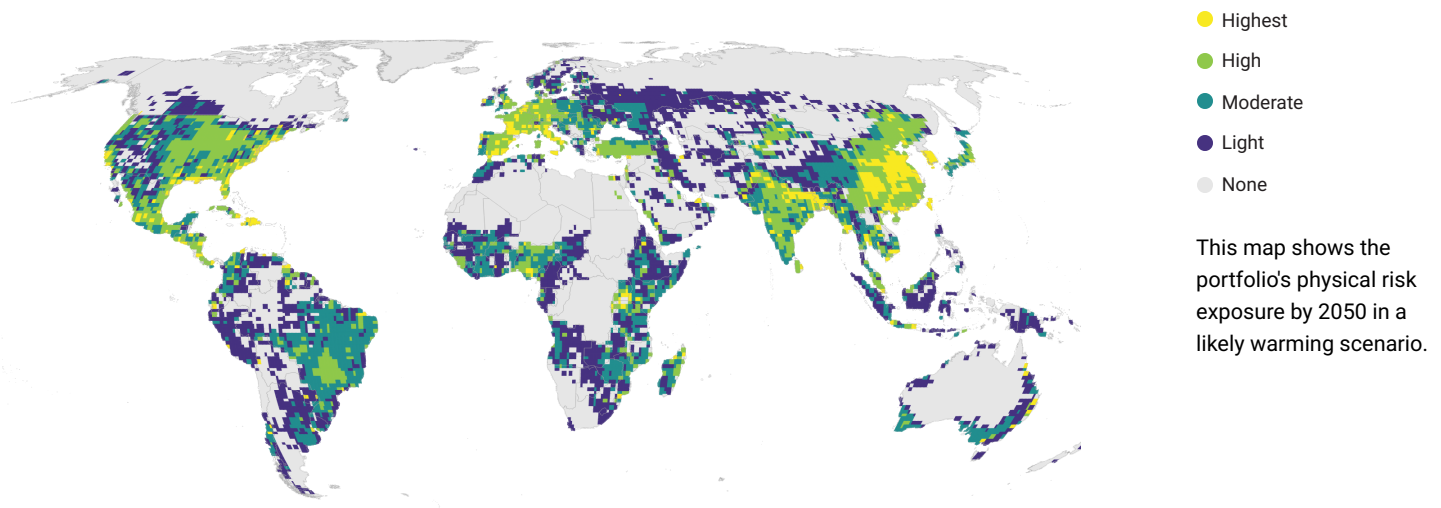 Highest
High
Moderate
Light
None
This map shows the
portfolio's physical risk
exposure by 2050 in a
likely warming scenario.